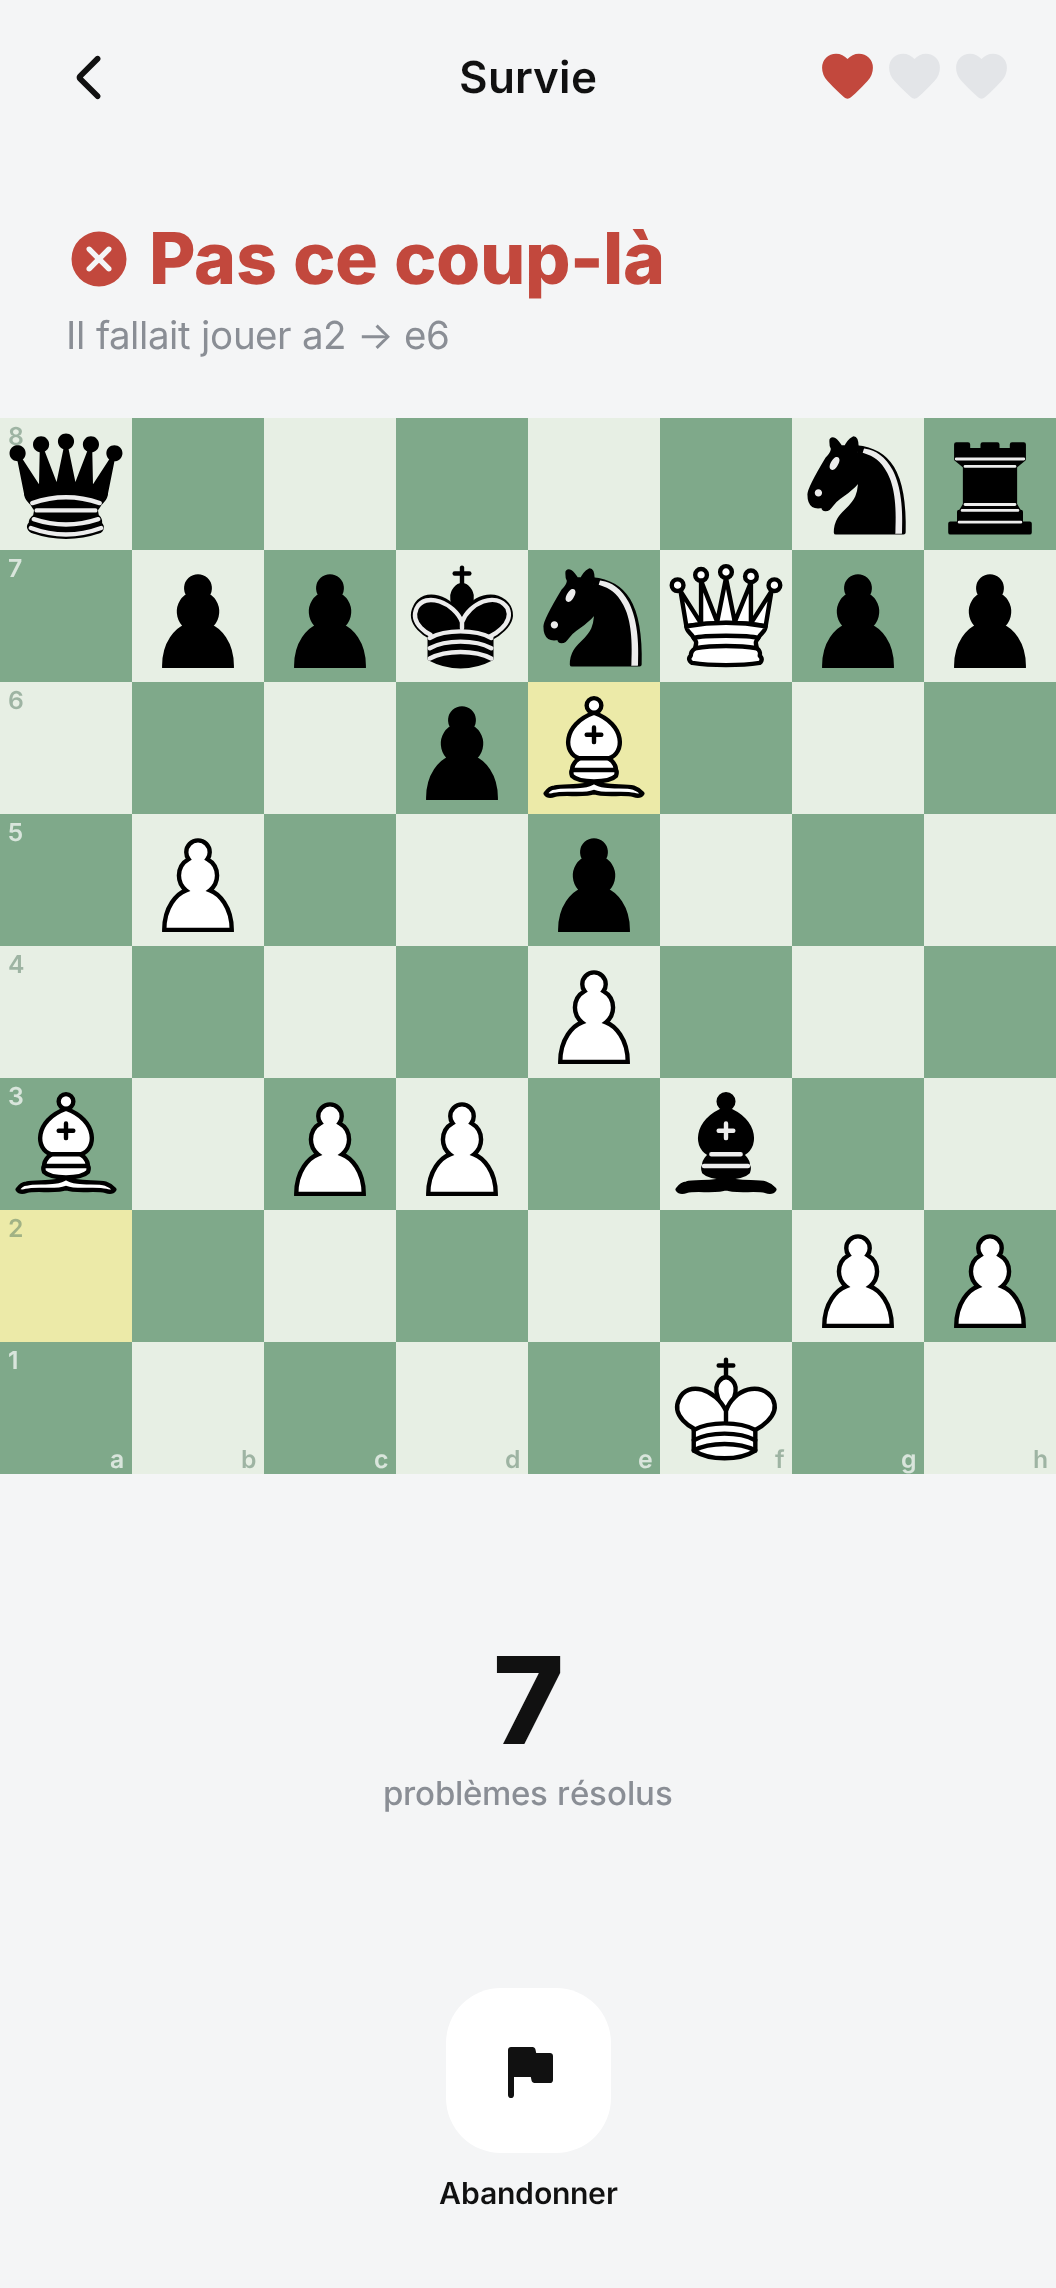 Survie
Pas ce coup-là
Il fallait jouer a2 → e6
8
7
6
5
4
3
2
1
a b c d e f g h
7
problèmes résolus
Abandonner